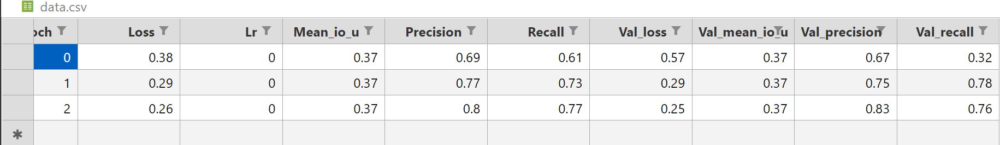 data.csv
och Loss Lr Mean_io_u Precision Recall Val_loss Val_mean_io_u Val_precision Val_recall
0 0.38 0 0.37 0.69 0.61 0.57 0.37 0.67 0.32
1 0.29 0 0.37 0.77 0.73 0.29 0.37 0.75 0.78
2 0.26 0 0.37 0.8 0.77 0.25 0.37 0.83 0.76